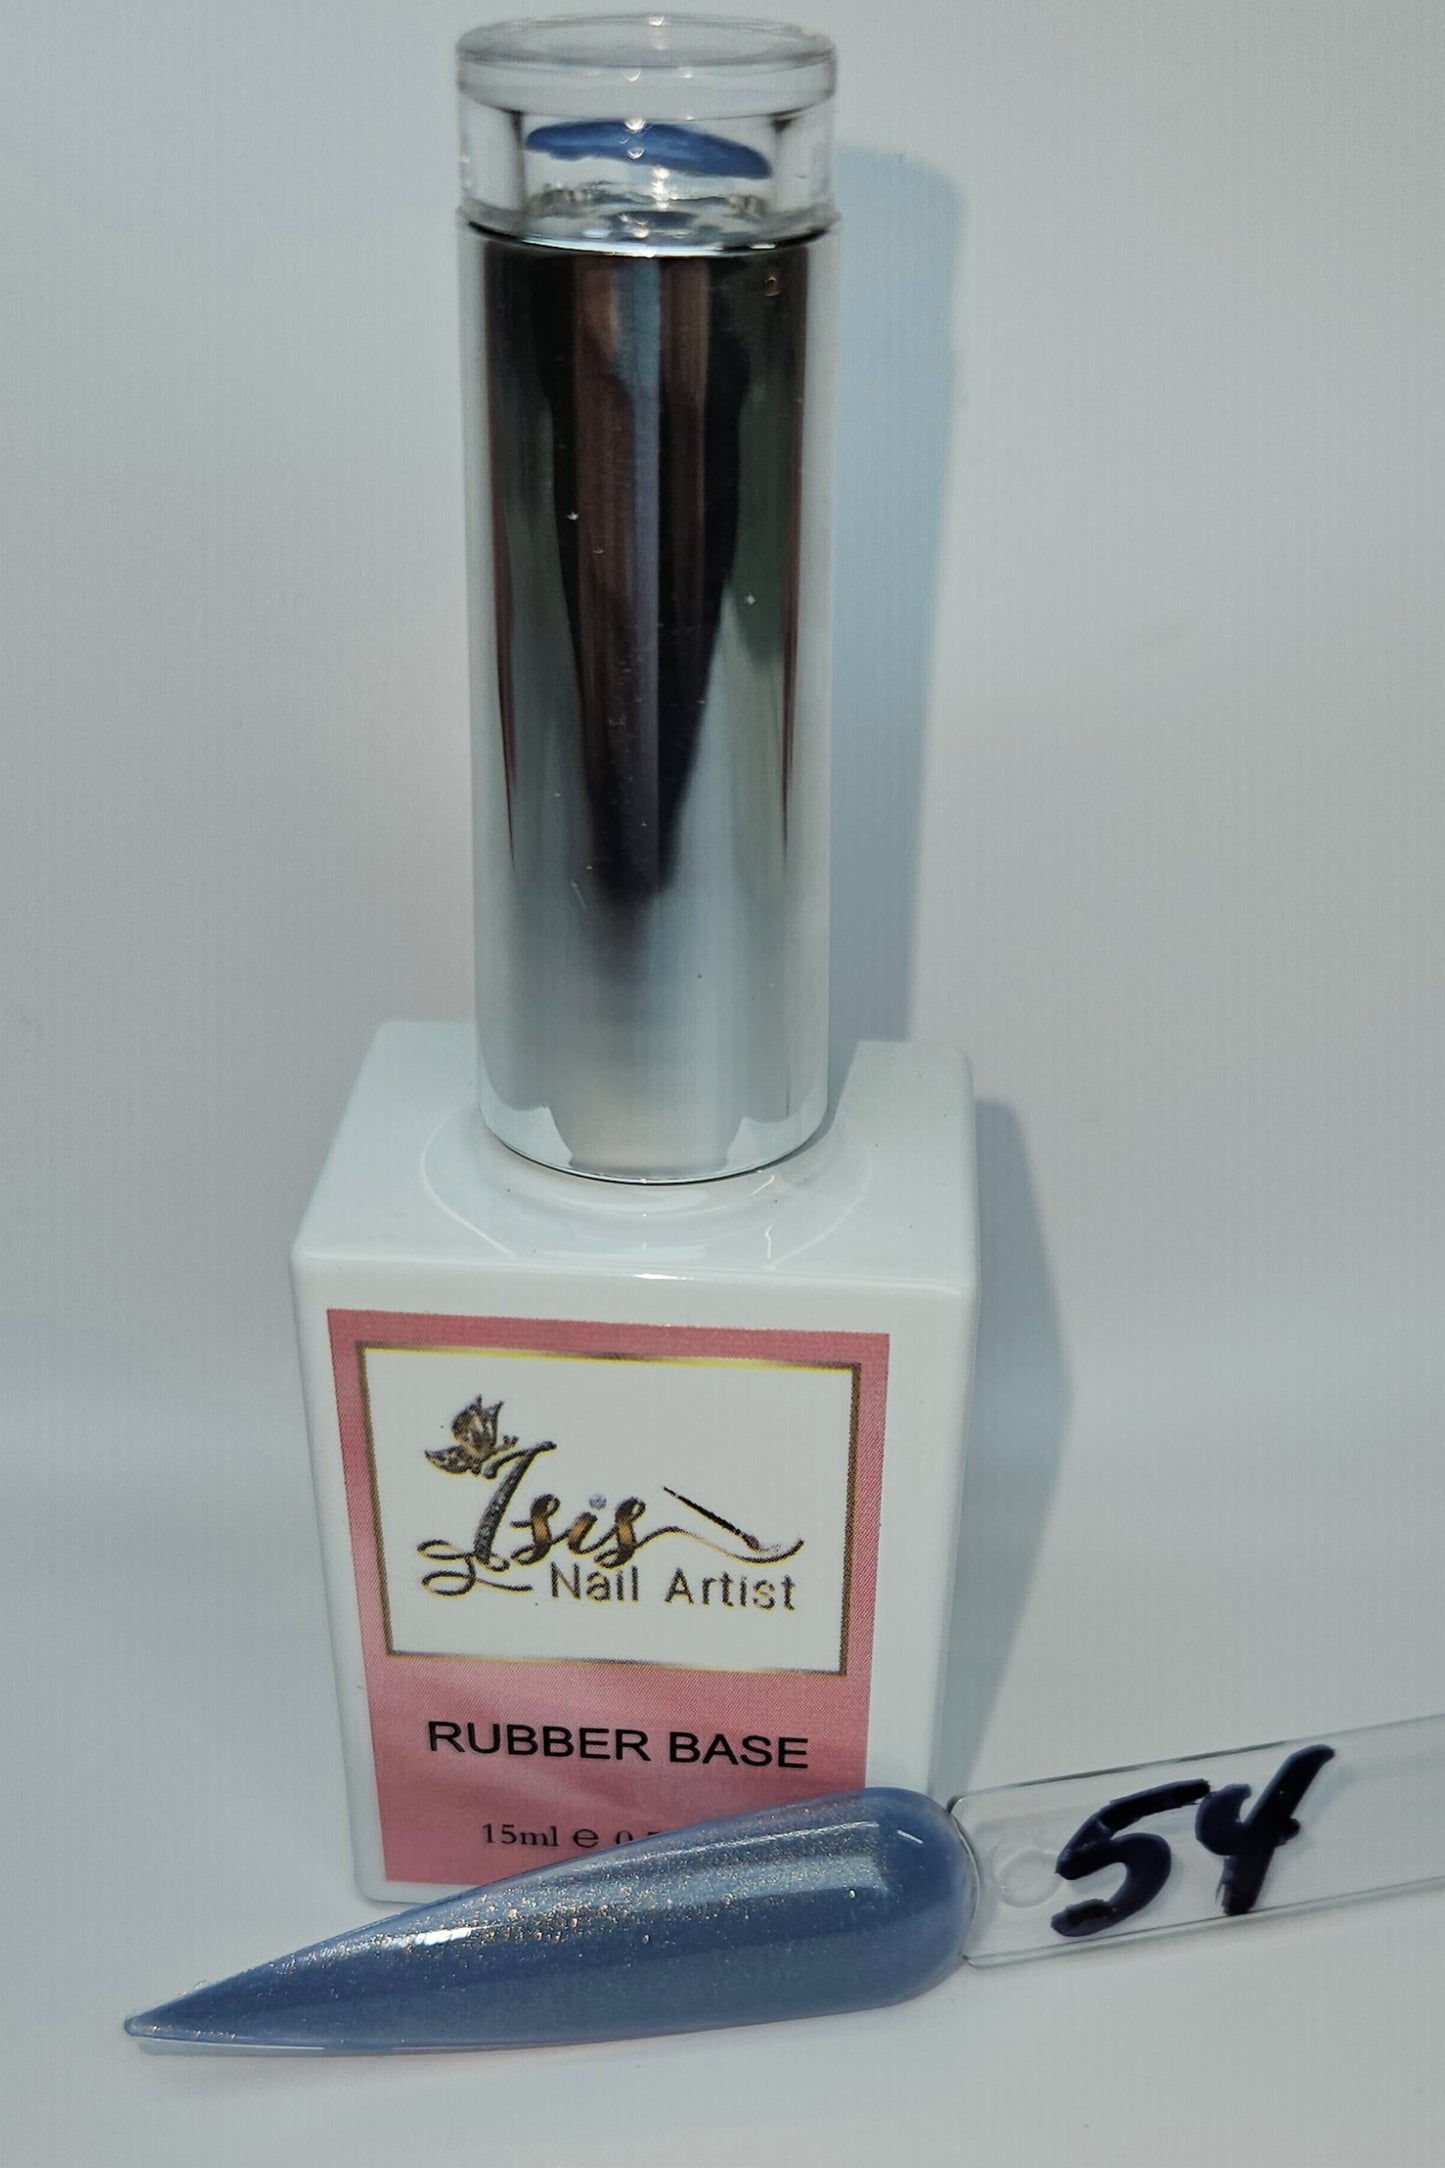 Isis
Nail Artist
RUBBER BASE
15ml e
54